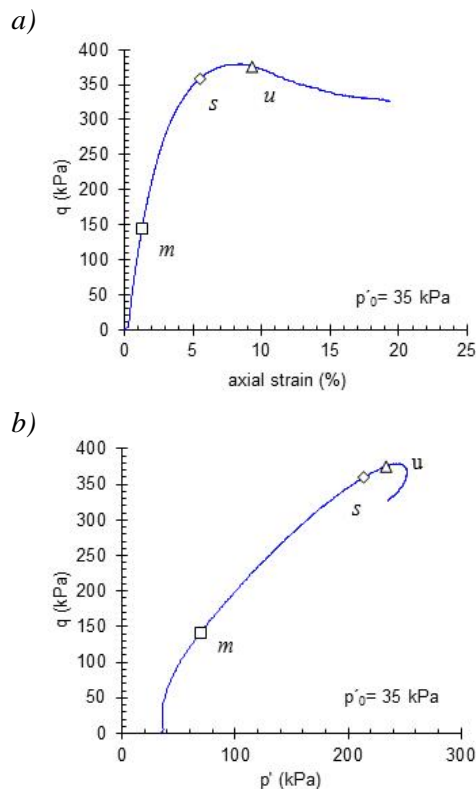 a)
400
350
300
250
200
150
100
50
0
q (kPa)
s
u
m
p´0= 35 kPa
0 5 10 15 20 25
axial strain (%)
b)
400
350
300
250
200
150
100
50
0
q (kPa)
u
s
m
p´0= 35 kPa
0 100 200 300
p' (kPa)